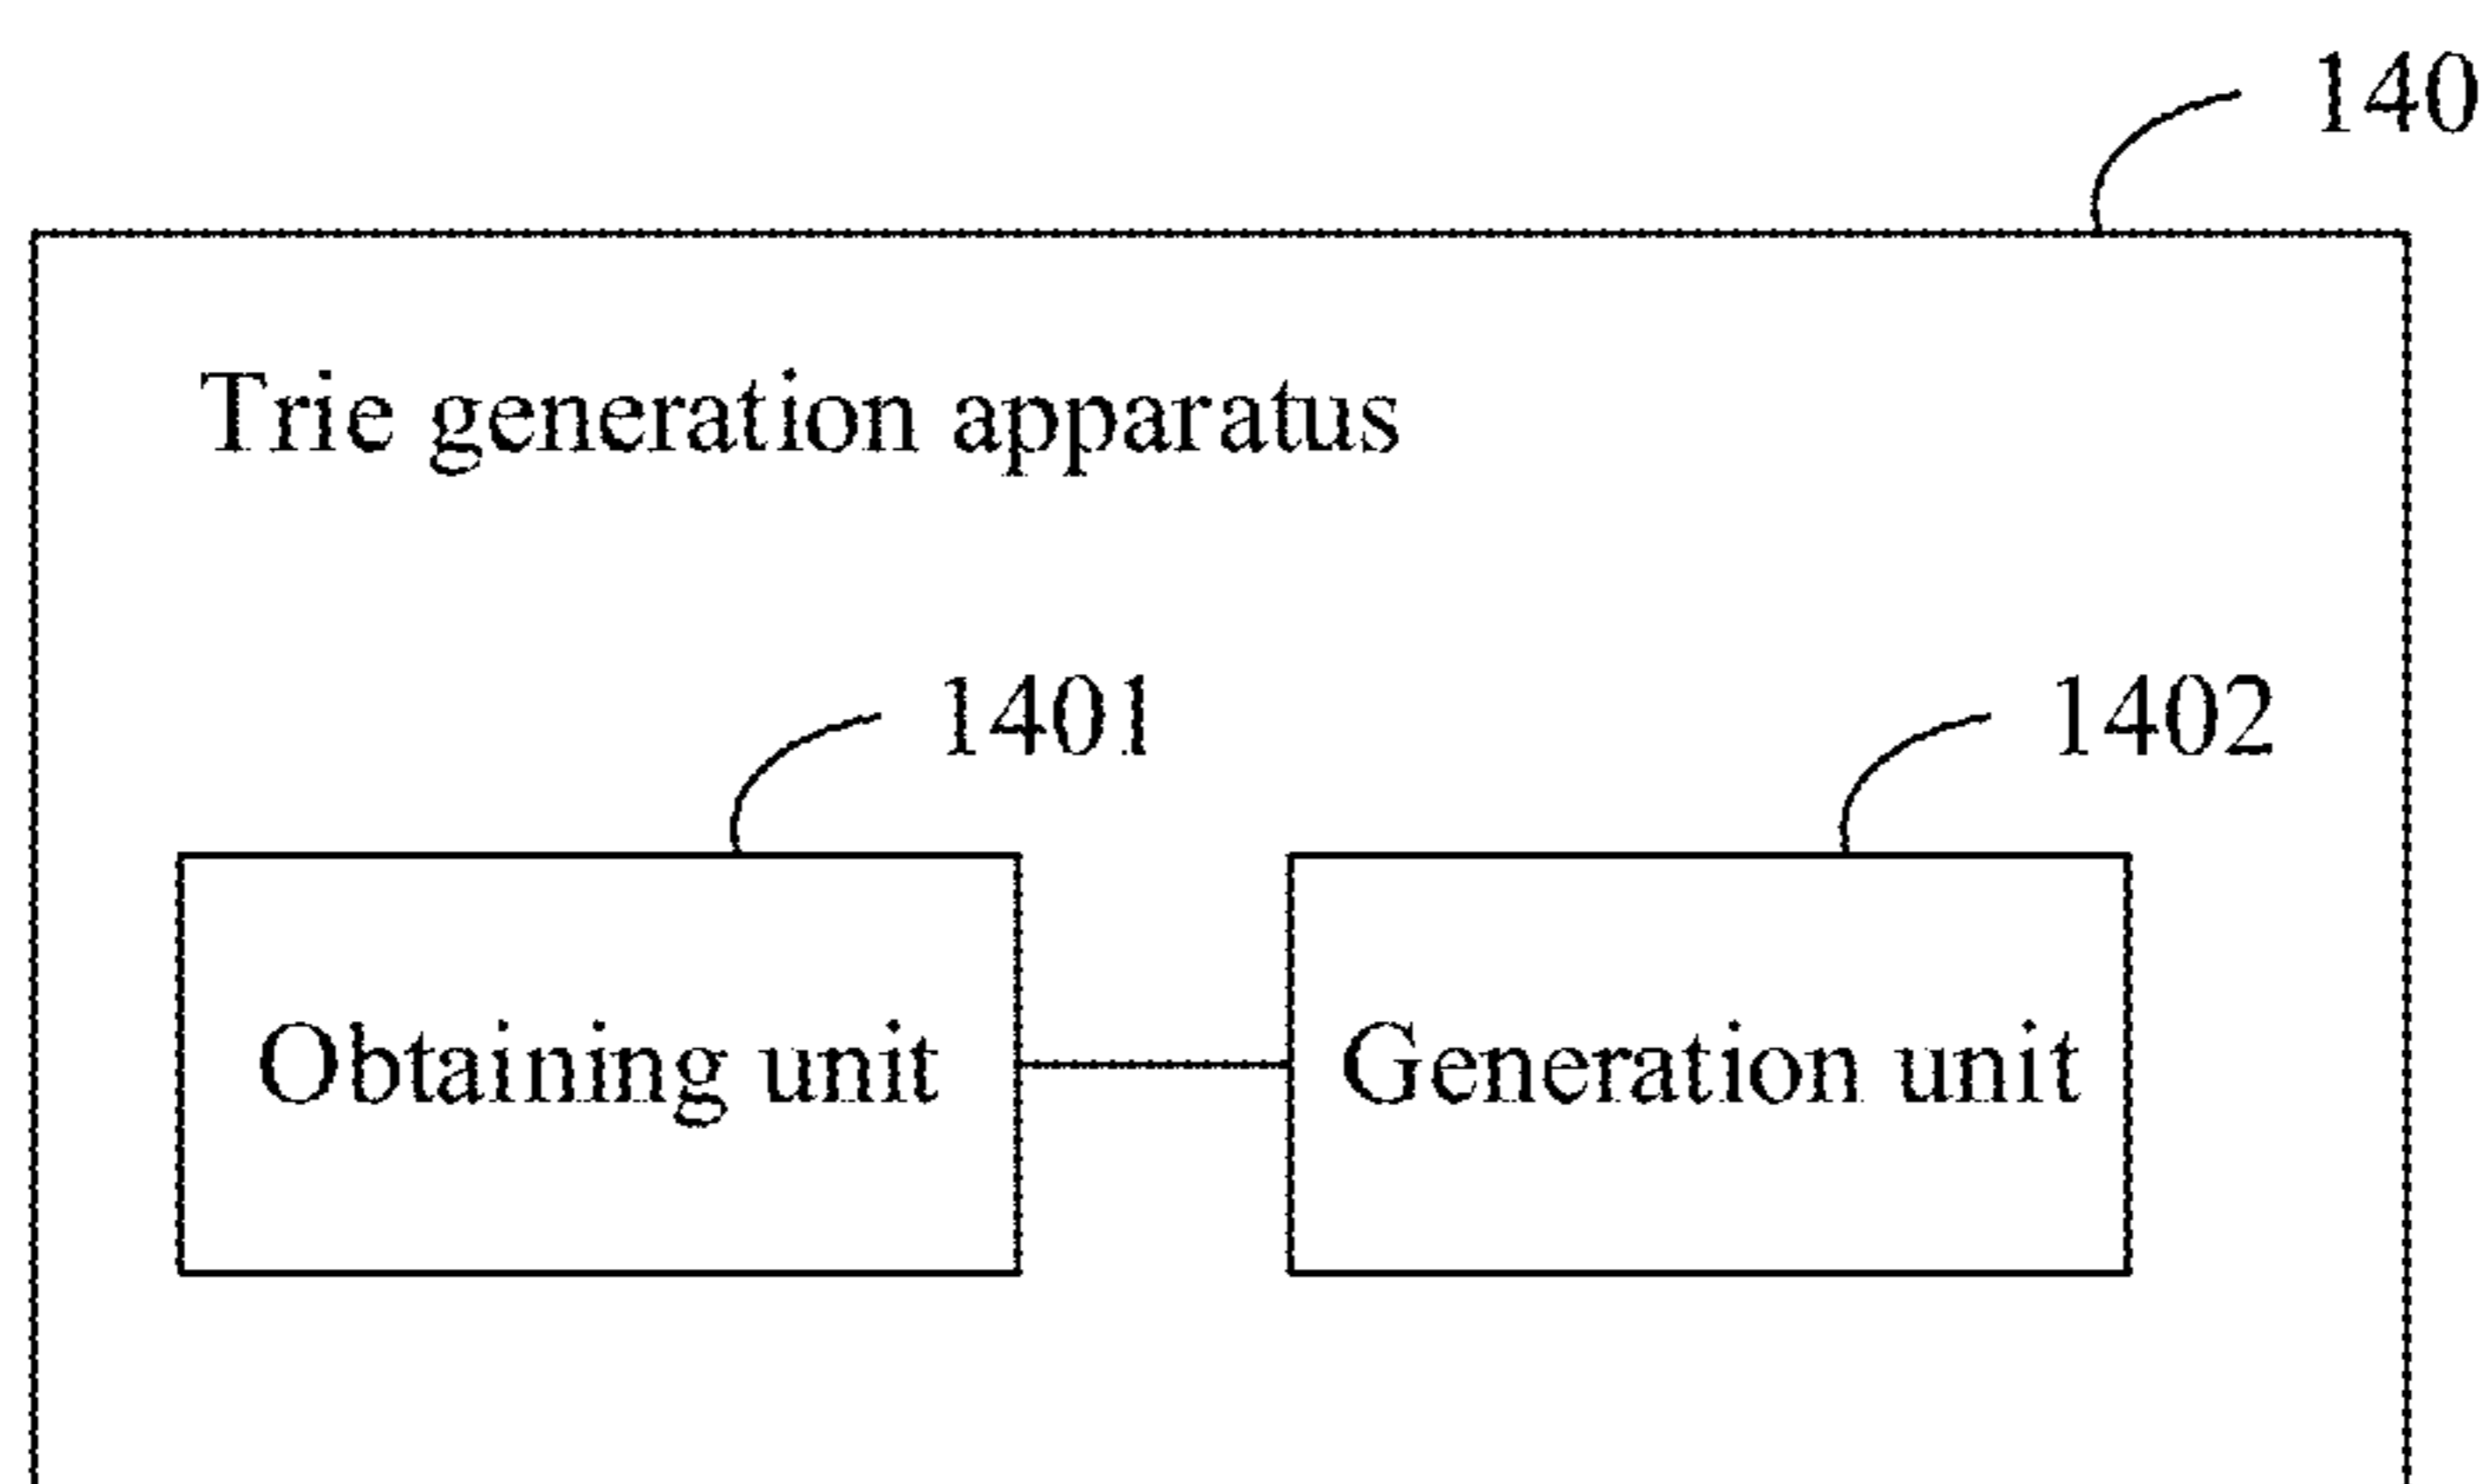 140
Trie generation apparatus
1401
1402
Obtaining unit
Generation unit